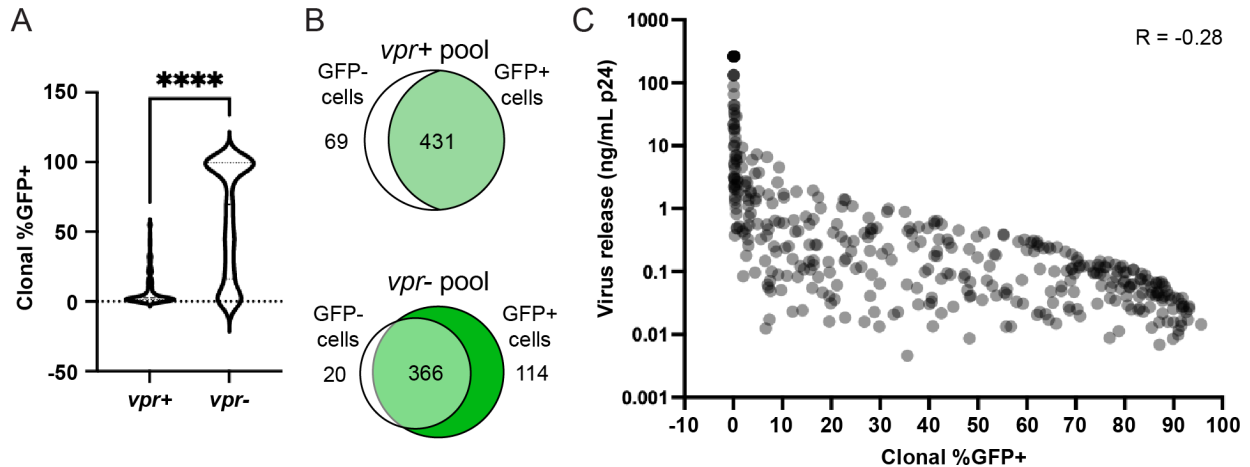 A
****
150
100
50
0
-50
Clonal %GFP+
vpr+
vpr-
B
vpr+ pool
GFP-
cells
GFP+
cells
69
431
vpr- pool
GFP-
cells
GFP+
cells
20
366
114
C
R = -0.28
1000
100
10
1
0.1
0.01
0.001
Virus release (ng/mL p24)
-10
0
10
20
30
40
50
60
70
80
90
100
Clonal %GFP+